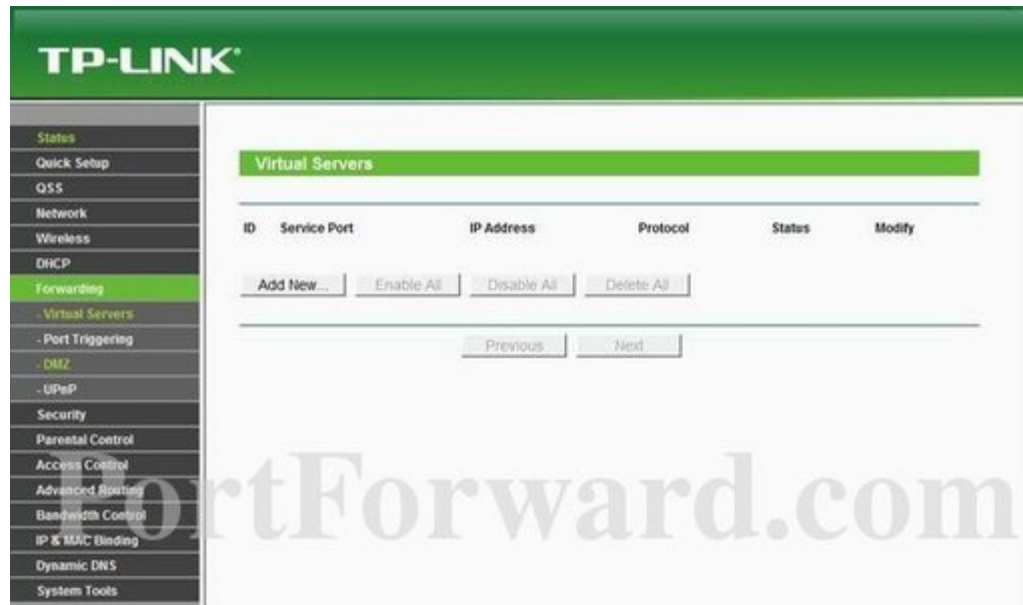 TP-LINK®
Status
Quick Setup
QSS
Network
Wireless
DHCP
Forwarding
- Virtual Servers
- Port Triggering
- DMZ
- UPnP
Security
Parental Control
Access Control
Advanced Routing
Bandwidth Control
IP & MAC Binding
Dynamic DNS
System Tools
Virtual Servers
ID Service Port IP Address Protocol Status Modify
Add New... Enable All Disable All Delete All
Previous Next
PortForward.com